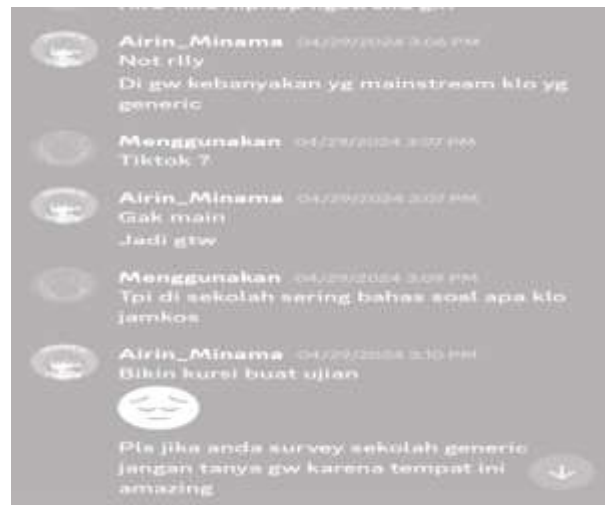 Airin_Minama 04/29/2024 3:06 PM
Not rlly
Di gw kebanyakan yg mainstream klo yg
generic
Menggunakan 04/29/2024 3:07 PM
Tiktok ?
Airin_Minama 04/29/2024 3:07 PM
Gak main
Jadi gtw
Menggunakan 04/29/2024 3:09 PM
Tpi di sekolah sering bahas soal apa klo
jamkos
Airin_Minama 04/29/2024 3:10 PM
Bikin kursi buat ujian
Pls jika anda survey sekolah generic
jangan tanya gw karena tempat ini
amazing